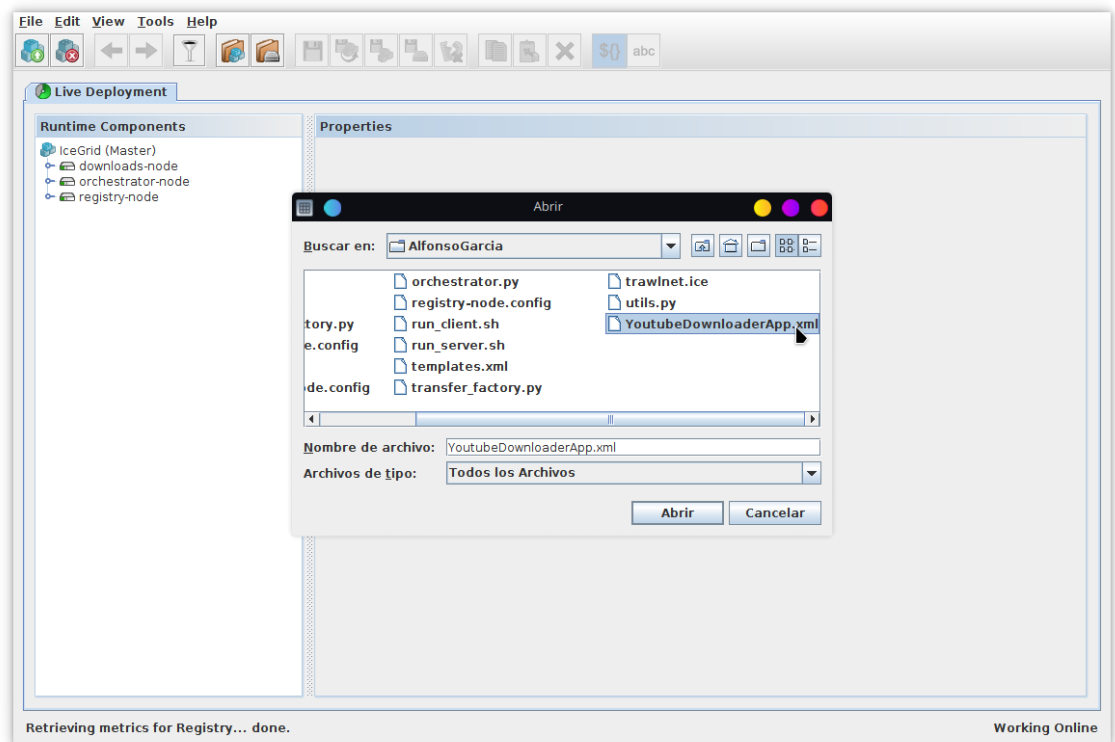 File Edit View Tools Help
${} abc
Live Deployment
Runtime Components
Properties
IceGrid (Master)
downloads-node
orchestrator-node
registry-node
Abrir
Buscar en: AlfonsoGarcia
orchestrator.py trawlnet.ice
registry-node.config utils.py
tory.py run_client.sh YoutubeDownloaderApp.xml
e.config run_server.sh
templates.xml
de.config transfer_factory.py
Nombre de archivo: YoutubeDownloaderApp.xml
Archivos de tipo: Todos los Archivos
Abrir Cancelar
Retrieving metrics for Registry... done. Working Online